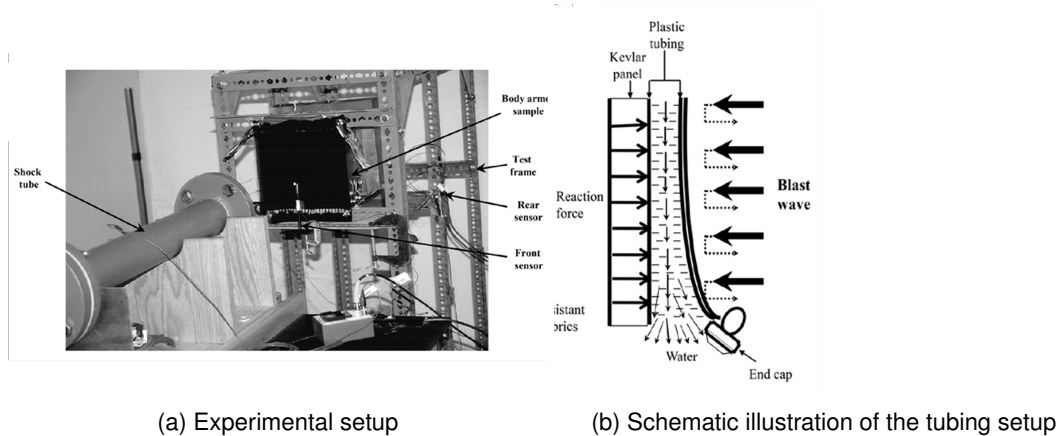 Body armo
sample
Shock
tube
Test
frame
Rear
sensor
Front
sensor
Plastic
tubing
Kevlar
panel
Blast
wave
Reaction
force
istant
brics
Water
End cap
(a) Experimental setup
(b) Schematic illustration of the tubing setup